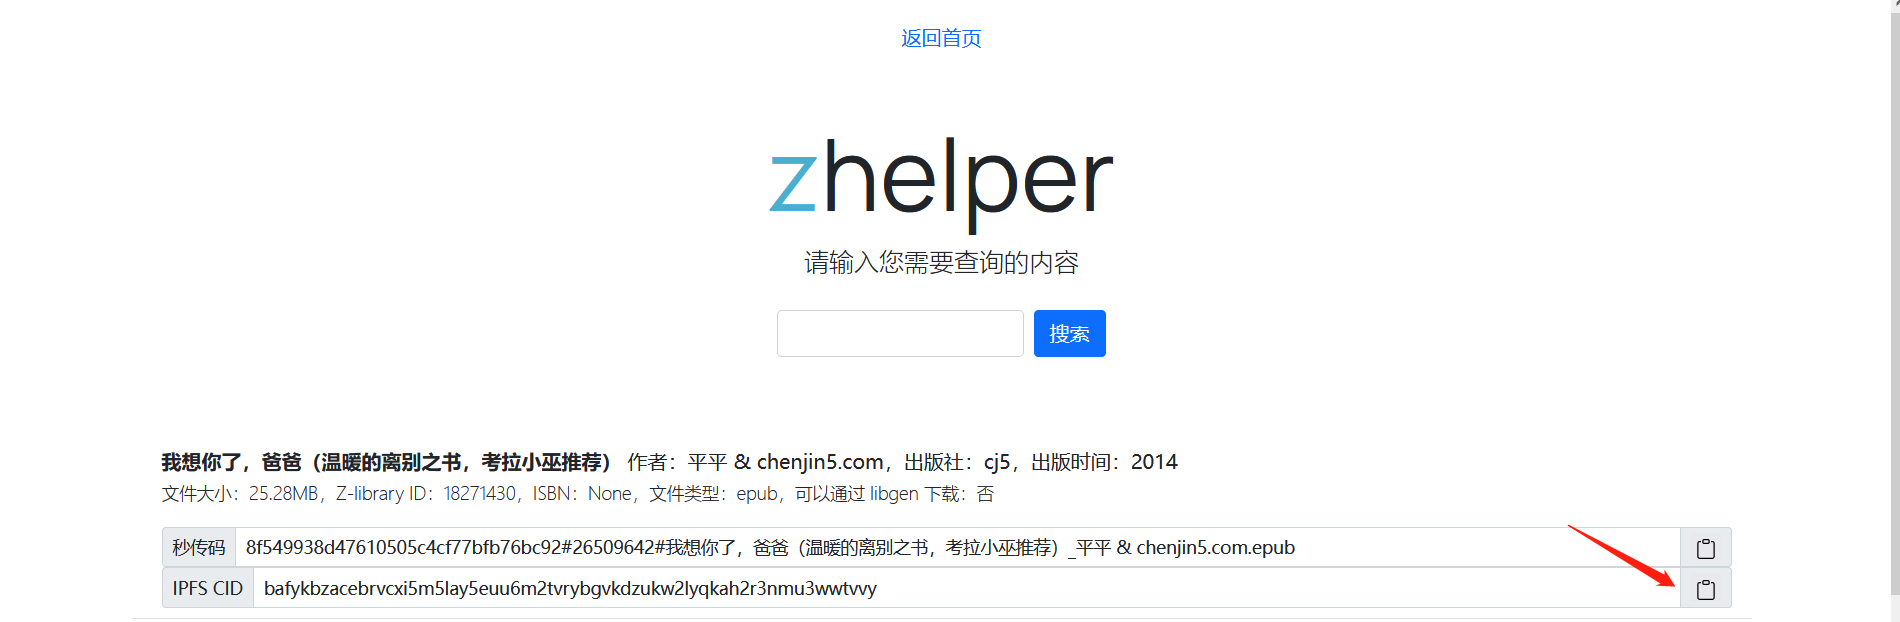 返回首页
zhelper
请输入您需要查询的内容
搜索
我想你了，爸爸（温暖的离别之书，考拉小巫推荐） 作者：平平 & chenjin5.com，出版社：cj5，出版时间：2014
文件大小：25.28MB，Z-library ID：18271430，ISBN：None，文件类型：epub，可以通过 libgen 下载：否
秒传码 8f549938d47610505c4cf77bfb76bc92#26509642#我想你了，爸爸（温暖的离别之书，考拉小巫推荐）_平平 & chenjin5.com.epub
IPFS CID bafykbzacebrvcxi5m5lay5euu6m2tvrybgvkdzukw2lyqkah2r3nmu3wwtvvy